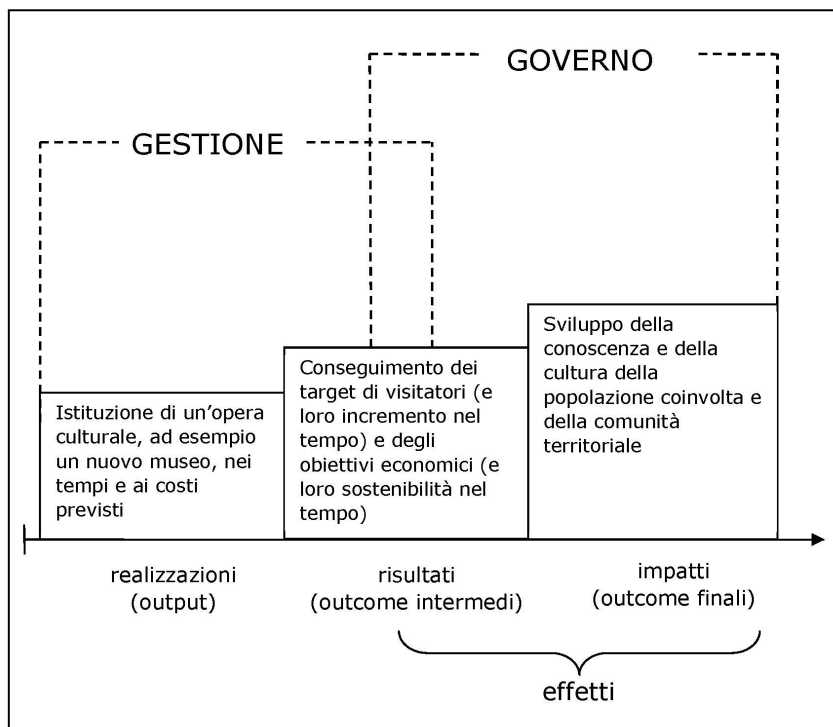 GOVERNO
GESTIONE
Istituzione di un'opera
culturale, ad esempio
un nuovo museo, nei
tempi e ai costi
previsti
Conseguimento dei
target di visitatori (e
loro incremento nel
tempo) e degli
obiettivi economici (e
loro sostenibilità nel
tempo)
Sviluppo della
conoscenza e della
cultura della
popolazione coinvolta e
della comunità
territoriale
realizzazioni
(output)
risultati
(outcome intermedi)
impatti
(outcome finali)
effetti